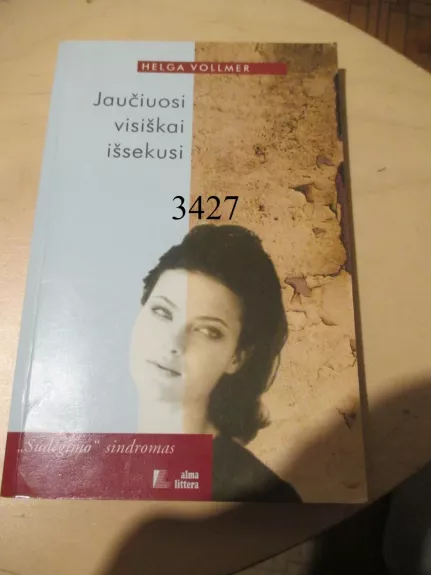 HELGA VOLLMER
Jaučiuosi
visiškai
išsekusi
3427
„Sudegimo“ sindromas
alma
littera